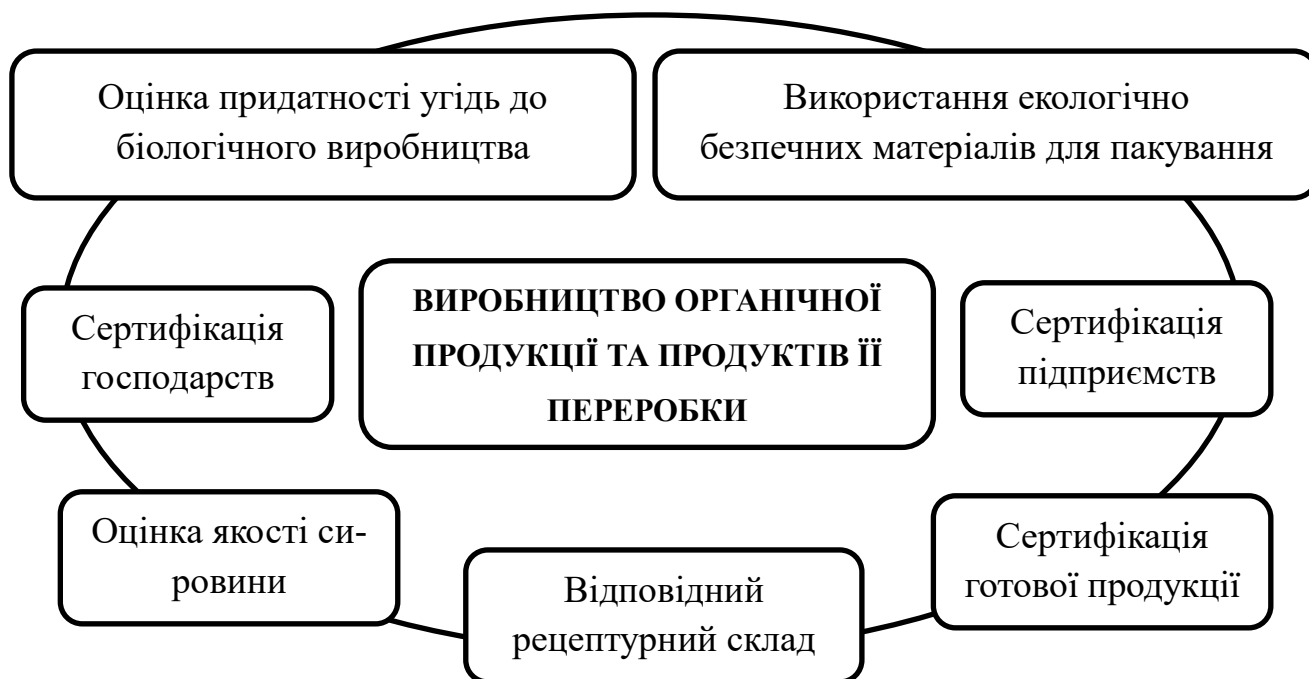 Оцінка придатності угідь до
біологічного виробництва
Використання екологічно
безпечних матеріалів для пакування
Сертифікація
господарств
ВИРОБНИЦТВО ОРГАНІЧНОЇ
ПРОДУКЦІЇ ТА ПРОДУКТІВ ЇЇ
ПЕРЕРОБКИ
Сертифікація
підприємств
Оцінка якості си-
ровини
Відповідний
рецептурний склад
Сертифікація
готової продукції